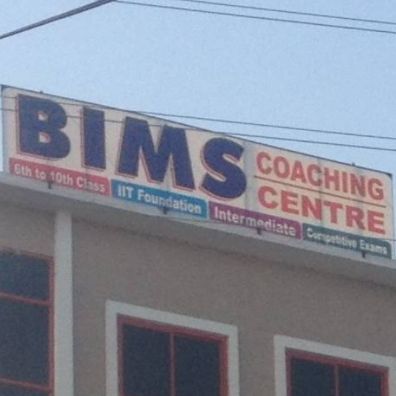 BIMS COACHING CENTRE
6th to 10th Class IIT Foundation Intermediate Competitive Exams